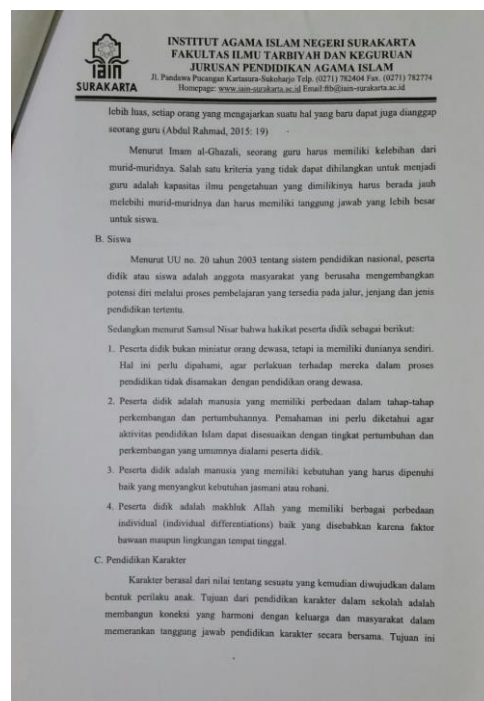 INSTITUT AGAMA ISLAM NEGERI SURAKARTA
FAKULTAS ILMU TARBIYAH DAN KEGURUAN
JURUSAN PENDIDIKAN AGAMA ISLAM
Jl. Pandawa Pucangan Kartasura-Sukoharjo Telp. (0271) 782404 Fax. (0271) 782774
Homepage: www.iain-surakarta.ac.id Email:fitb@iain-surakarta.ac.id
iain
SURAKARTA
lebih luas, setiap orang yang mengajarkan suatu hal yang baru dapat juga dianggap
seorang guru (Abdul Rahmad, 2015: 19)
Menurut Imam al-Ghazali, seorang guru harus memiliki kelebihan dari
murid-muridnya. Salah satu kriteria yang tidak dapat dihilangkan untuk menjadi
guru adalah kapasitas ilmu pengetahuan yang dimilikinya harus berada jauh
melebihi murid-muridnya dan harus memiliki tanggung jawab yang lebih besar
untuk siswa.
B. Siswa
Menurut UU no. 20 tahun 2003 tentang sistem pendidikan nasional, peserta
didik atau siswa adalah anggota masyarakat yang berusaha mengembangkan
potensi diri melalui proses pembelajaran yang tersedia pada jalur, jenjang dan jenis
pendidikan tertentu.
Sedangkan menurut Samsul Nisar bahwa hakikat peserta didik sebagai berikut:
1. Peserta didik bukan miniatur orang dewasa, tetapi ia memiliki dunianya sendiri.
Hal ini perlu dipahami, agar perlakuan terhadap mereka dalam proses
pendidikan tidak disamakan dengan pendidikan orang dewasa.
2. Peserta didik adalah manusia yang memiliki perbedaan dalam tahap-tahap
perkembangan dan pertumbuhannya. Pemahaman ini perlu diketahui agar
aktivitas pendidikan Islam dapat disesuaikan dengan tingkat pertumbuhan dan
perkembangan yang umumnya dialami peserta didik.
3. Peserta didik adalah manusia yang memiliki kebutuhan yang harus dipenuhi
baik yang menyangkut kebutuhan jasmani atau rohani.
4. Peserta didik adalah makhluk Allah yang memiliki berbagai perbedaan
individual (individual differentiations) baik yang disebabkan karena faktor
bawaan maupun lingkungan tempat tinggal.
C. Pendidikan Karakter
Karakter berasal dari nilai tentang sesuatu yang kemudian diwujudkan dalam
bentuk perilaku anak. Tujuan dari pendidikan karakter dalam sekolah adalah
membangun koneksi yang harmoni dengan keluarga dan masyarakat dalam
memerankan tanggung jawab pendidikan karakter secara bersama. Tujuan ini